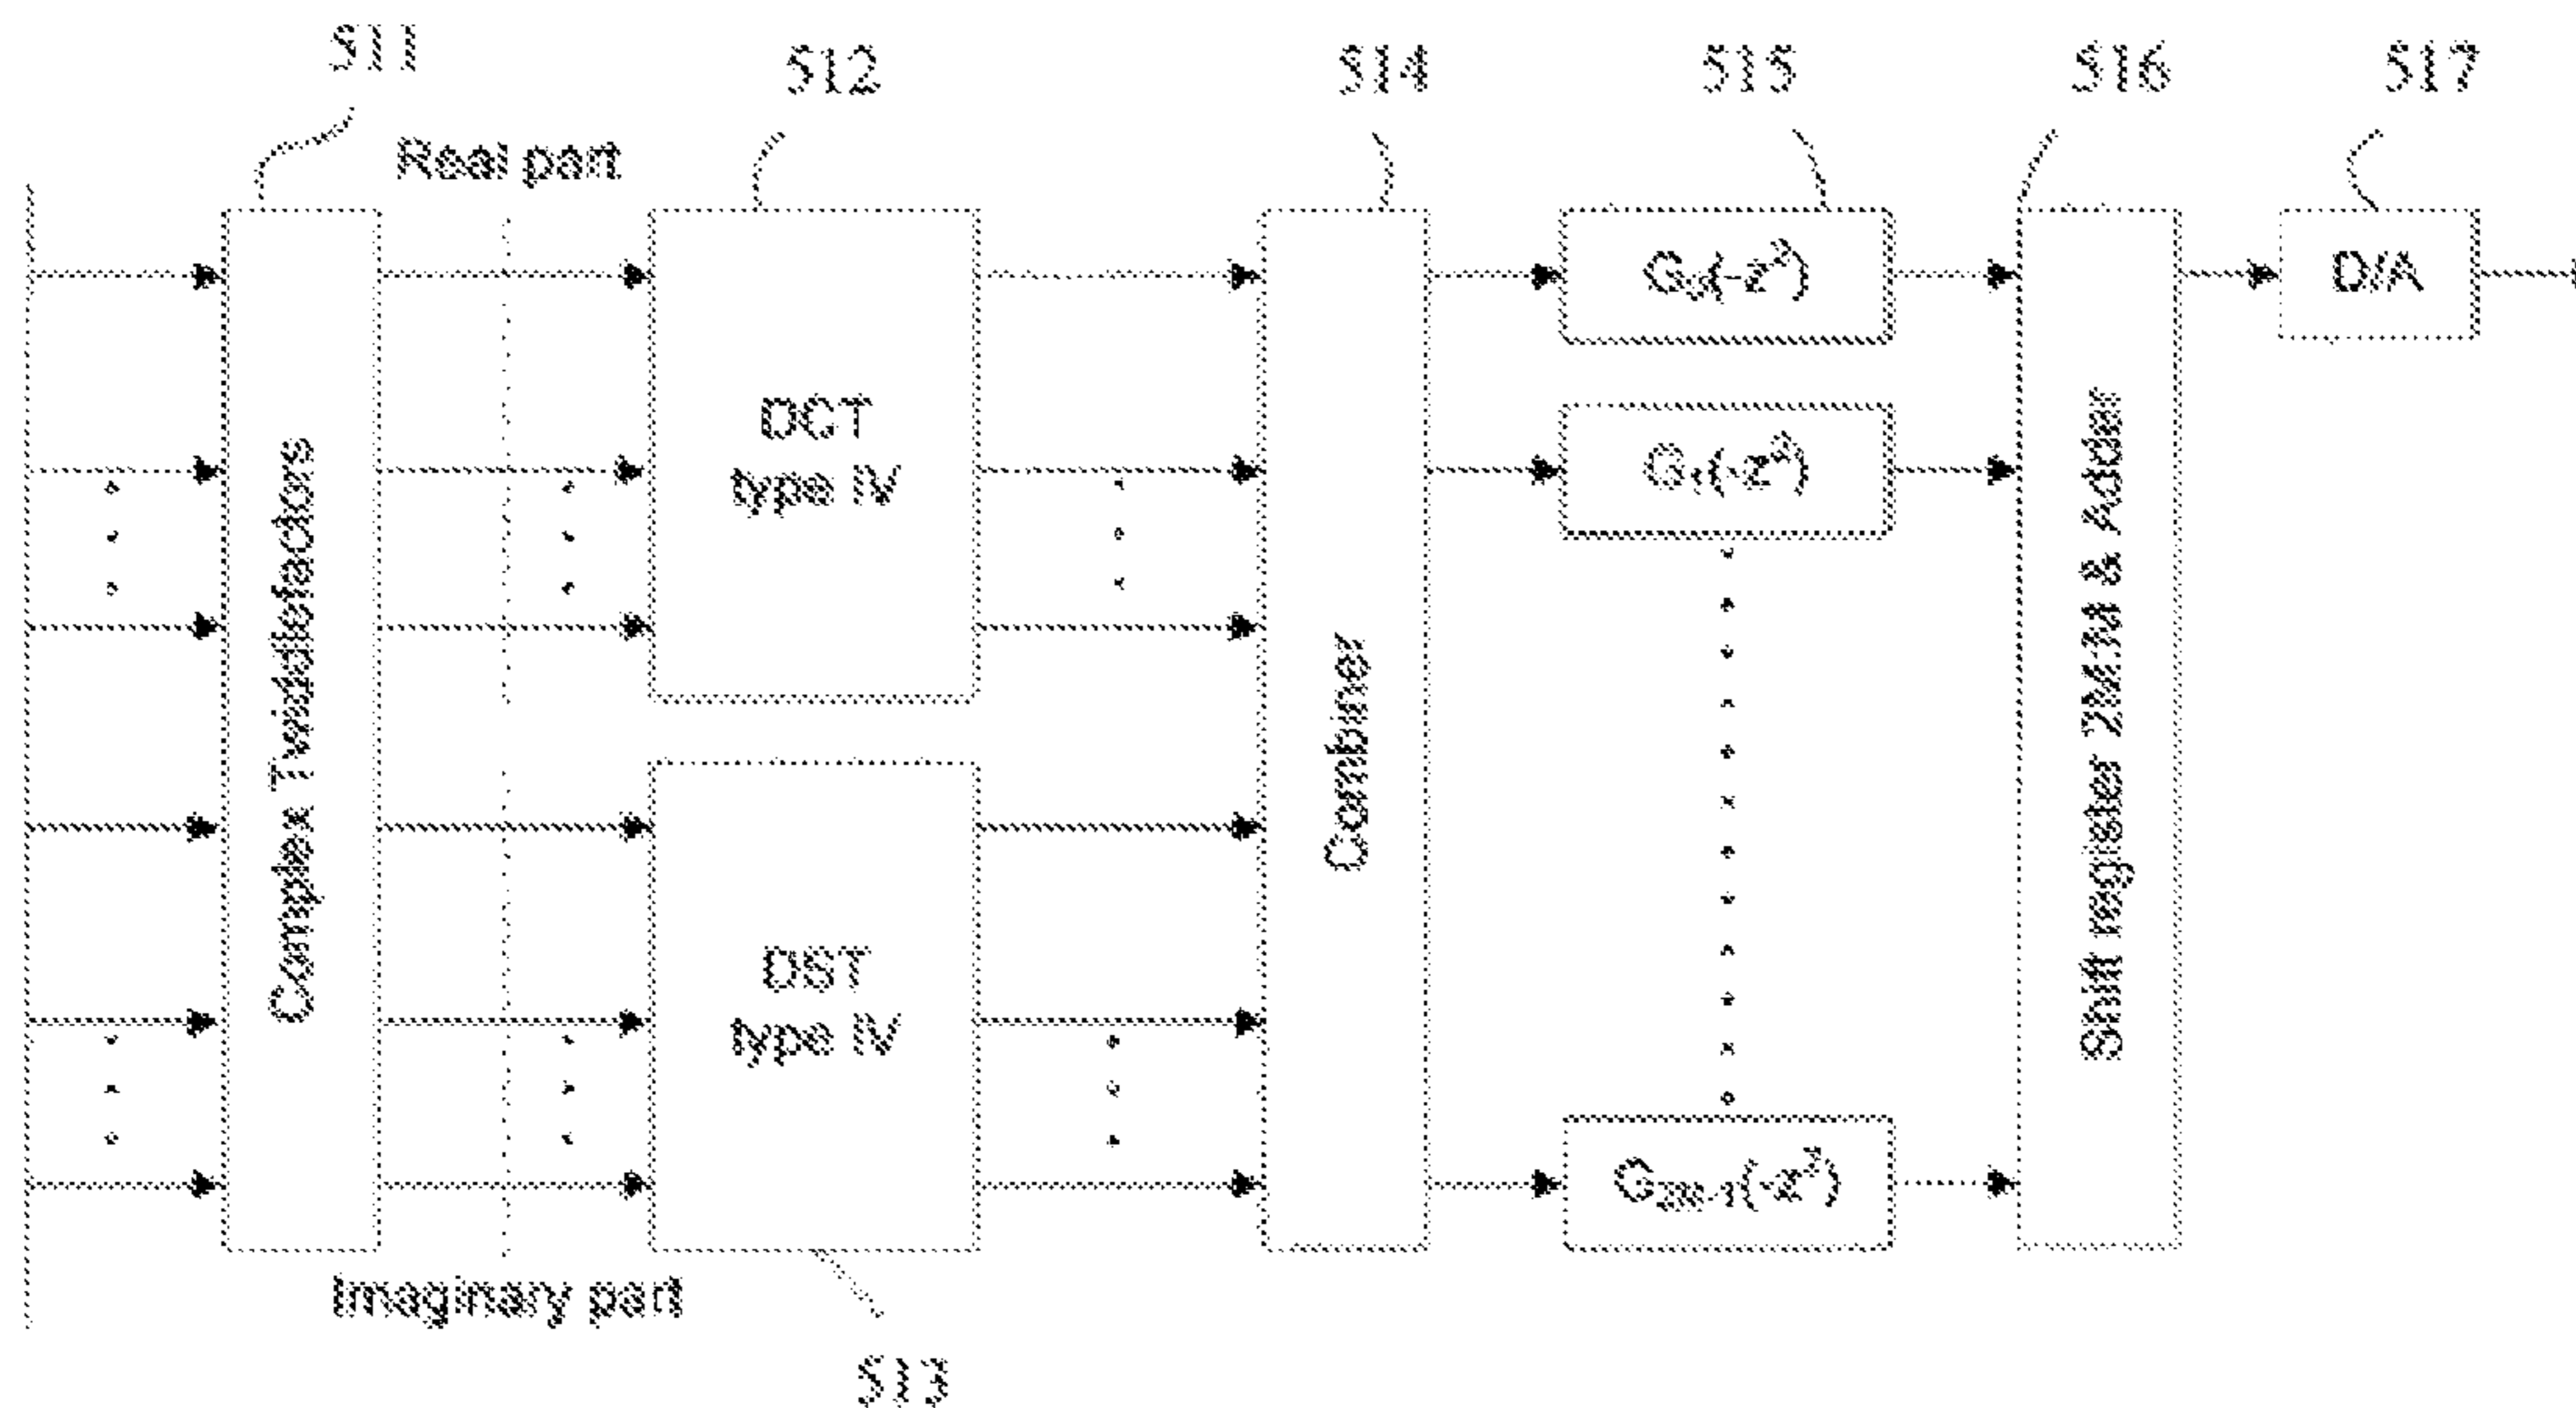 511
512
514
515
516
517
Real part
Complex Twiddlefactors
DCT
type IV
DST
type IV
Combiner
G₀(-z²)
G₁(-z²)
G₂ₘ₋₁(-z²)
Shift register 2M:M & Adder
D/A
Imaginary part
513